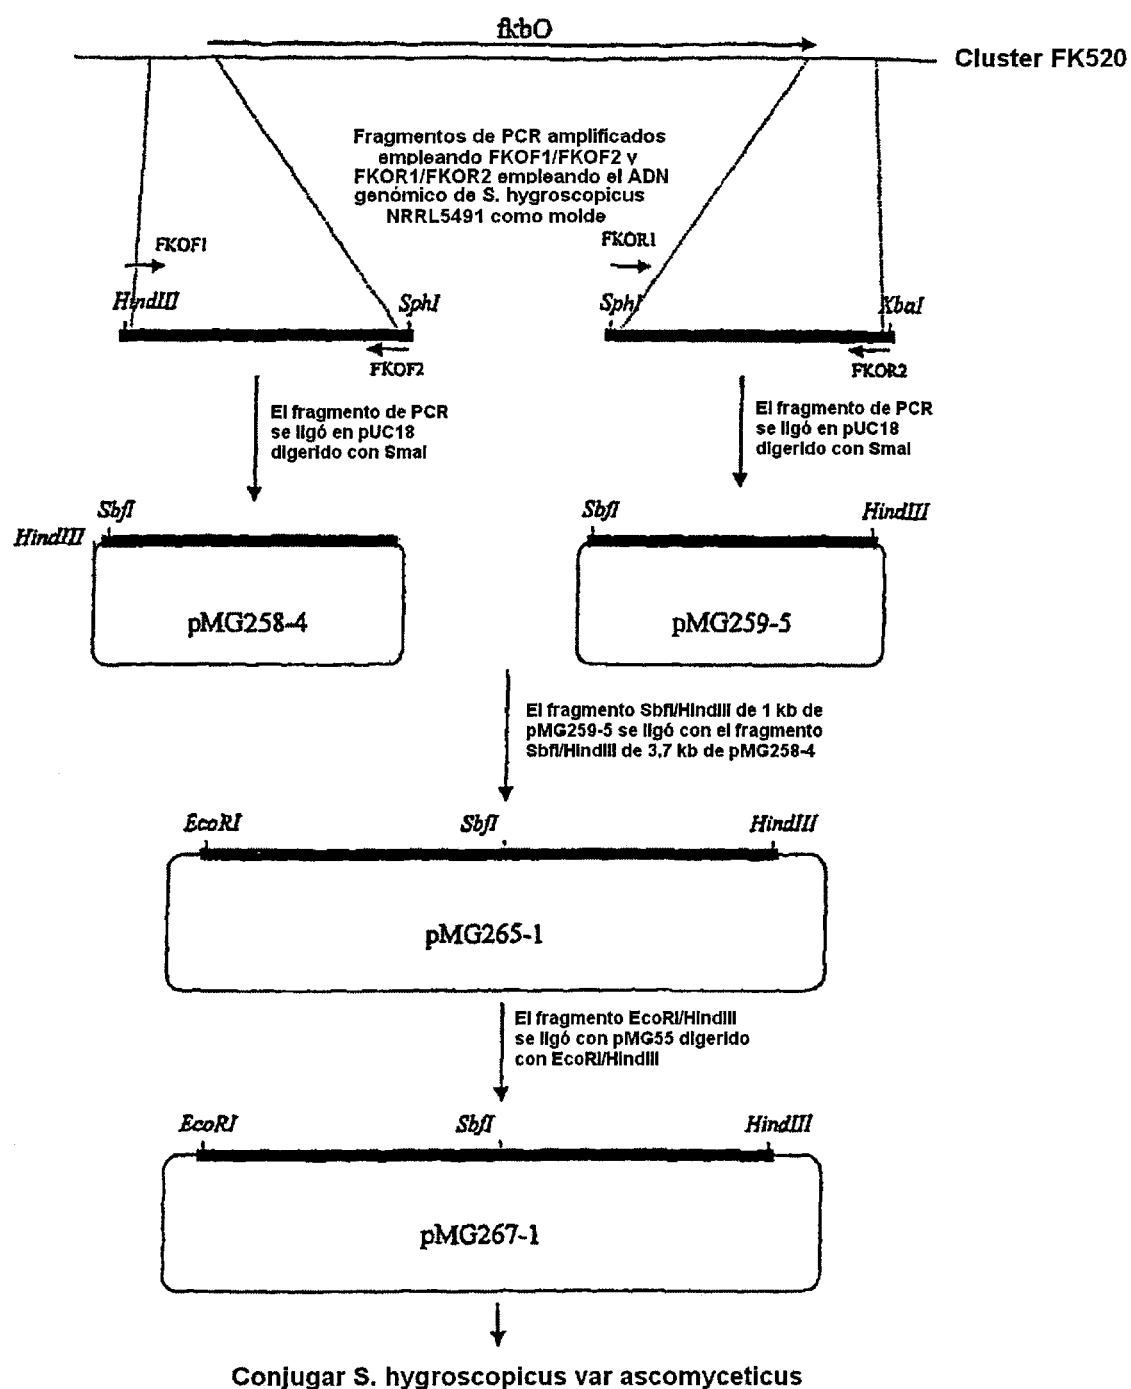 fkbO
Cluster FK520
Fragmentos de PCR amplificados
empleando FKOF1/FKOF2 y
FKOR1/FKOR2 empleando el ADN
genómico de S. hygroscopicus
NRRL5491 como molde
FKOF1
FKOR1
HindIII
SphI
SphI
XbaI
FKOF2
FKOR2
El fragmento de PCR
se ligó en pUC18
digerido con SmaI
El fragmento de PCR
se ligó en pUC18
digerido con SmaI
SbfI
HindIII
SbfI
HindIII
pMG258-4
pMG259-5
El fragmento SbfI/HindIII de 1 kb de
pMG259-5 se ligó con el fragmento
SbfI/HindIII de 3,7 kb de pMG258-4
EcoRI
SbfI
HindIII
pMG265-1
El fragmento EcoRI/HindIII
se ligó con pMG55 digerido
con EcoRI/HindIII
EcoRI
SbfI
HindIII
pMG267-1
Conjugar S. hygroscopicus var ascomyceticus